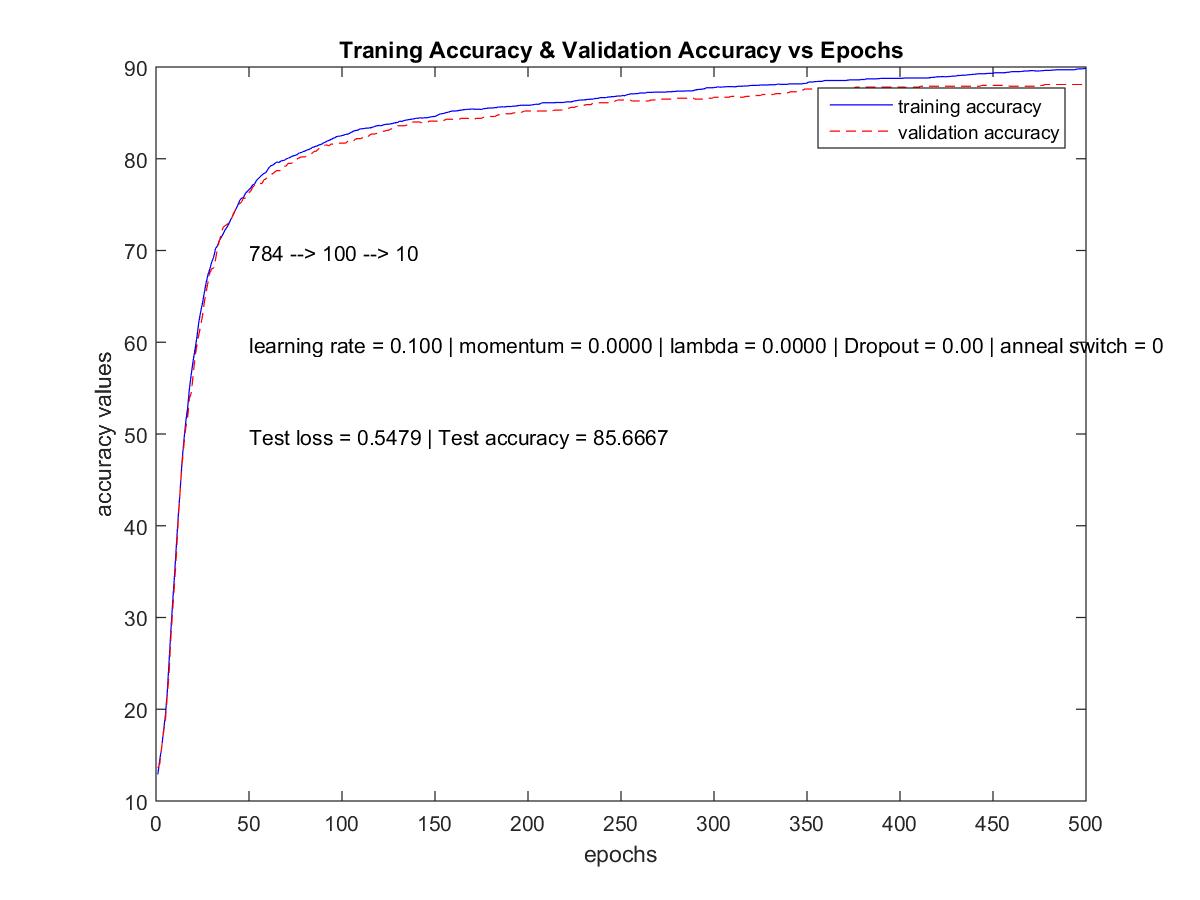 Traning Accuracy & Validation Accuracy vs Epochs
90
80
70
60
50
40
30
20
10
accuracy values
training accuracy
validation accuracy
784 --> 100 --> 10
learning rate = 0.100 | momentum = 0.0000 | lambda = 0.0000 | Dropout = 0.00 | anneal switch = 0
Test loss = 0.5479 | Test accuracy = 85.6667
0 50 100 150 200 250 300 350 400 450 500
epochs